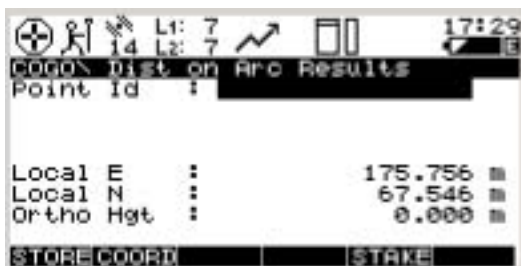 L1: 7 17:29
14 L2: 7
COGO\ Dist on Arc Results
Point Id :
Local E : 175.756 m
Local N : 67.546 m
Ortho Hgt : 0.000 m
STORE COORD STAKE